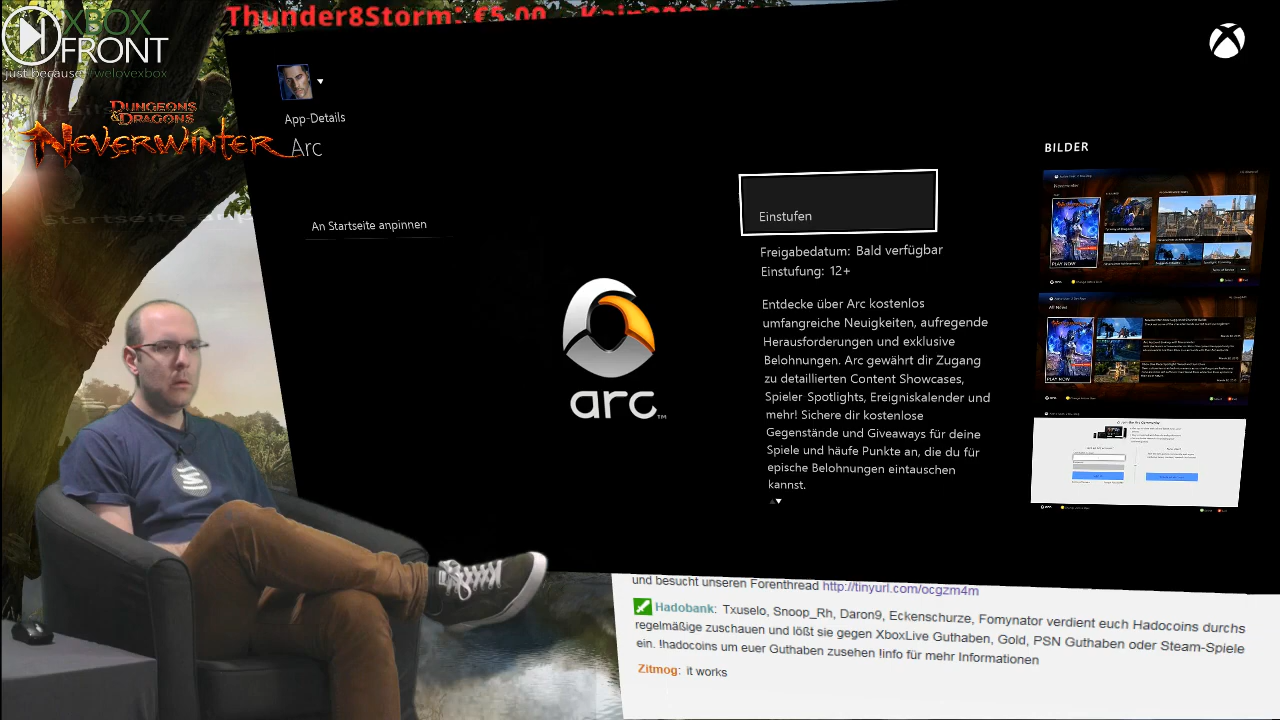 Thunder8Storm: €5.00
XBOX
FRONT
just because #welovexbox
DUNGEONS
& DRAGONS
NEVERWINTER
App-Details
Arc
An Startseite anpinnen
arc™
Einstufen
Freigabedatum: Bald verfügbar
Einstufung: 12+
Entdecke über Arc kostenlos
umfangreiche Neuigkeiten, aufregende
Herausforderungen und exklusive
Belohnungen. Arc gewährt dir Zugang
zu detaillierten Content Showcases,
Spieler Spotlights, Ereigniskalender und
mehr! Sichere dir kostenlose
Gegenstände und Giveaways für deine
Spiele und häufe Punkte an, die du für
epische Belohnungen eintauschen
kannst.
BILDER
PLAY NOW
PLAY NOW
und besucht unseren Forenthread http://tinyurl.com/ocgzm4m
Hadobank: Txuselo, Snoop_Rh, Daron9, Eckenschurze, Fomynator verdient euch Hadocoins durchs
regelmäßige zuschauen und lößt sie gegen XboxLive Guthaben, Gold, PSN Guthaben oder Steam-Spiele
ein. !hadocoins um euer Guthaben zusehen !info für mehr Informationen
Zitmog: it works